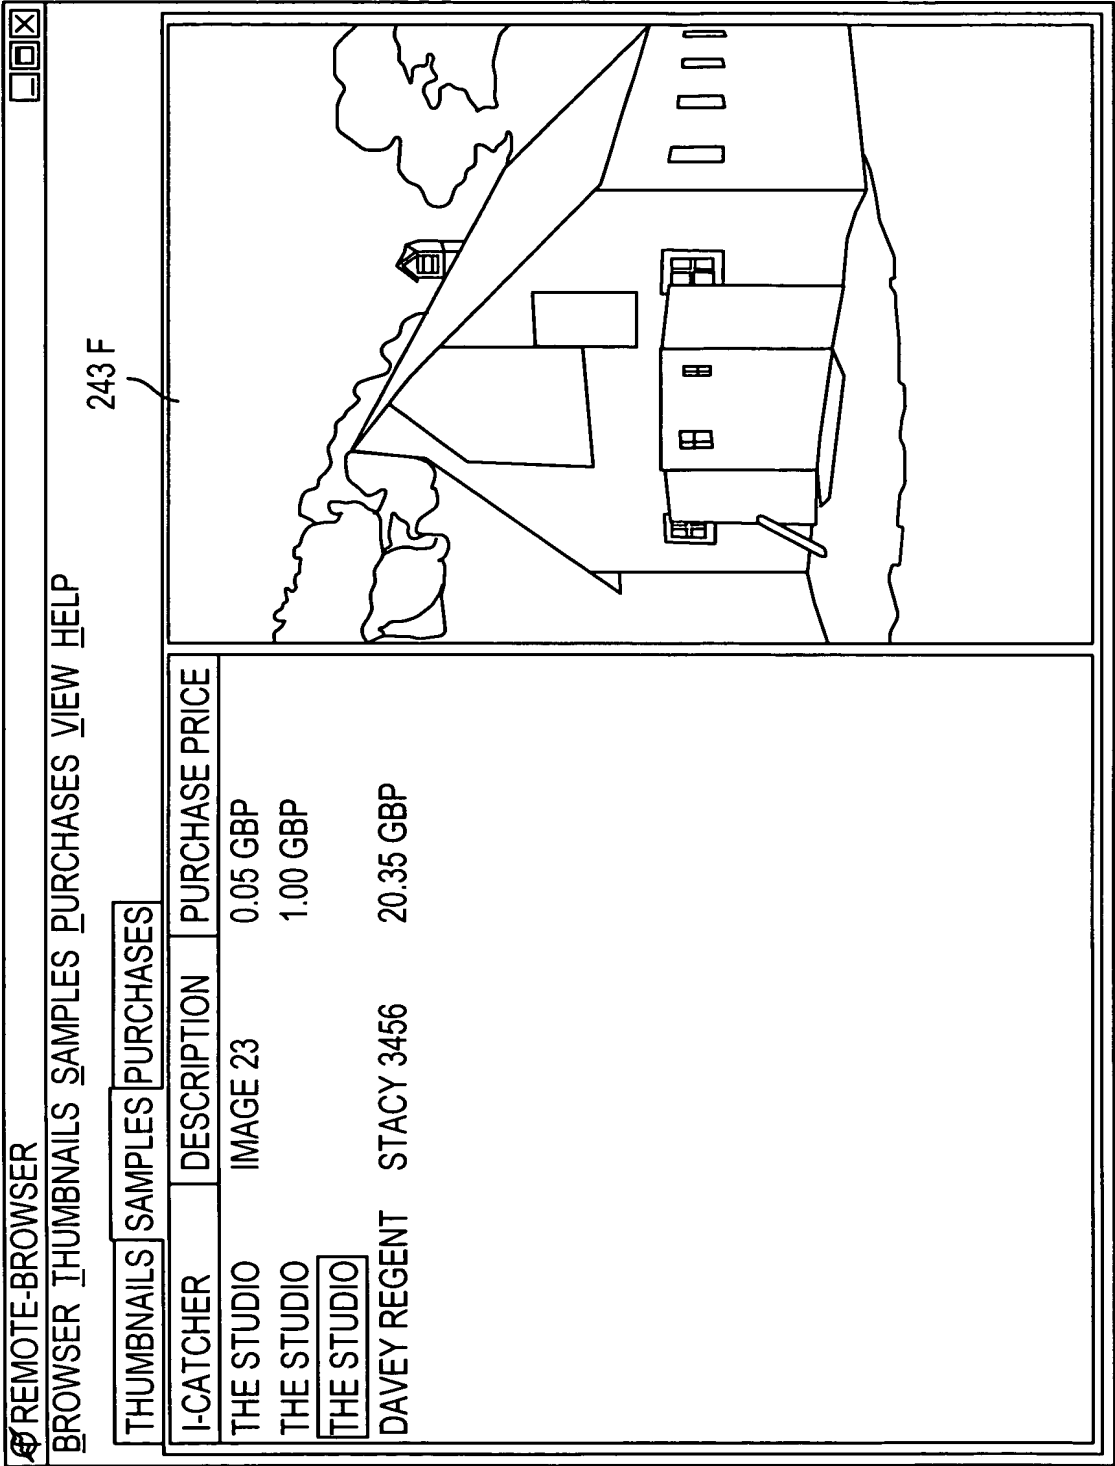 REMOTE-BROWSER
BROWSER THUMBNAILS SAMPLES PURCHASES VIEW HELP
243 F
THUMBNAILS SAMPLES PURCHASES
I-CATCHER DESCRIPTION PURCHASE PRICE
THE STUDIO IMAGE 23 0.05 GBP
THE STUDIO 1.00 GBP
THE STUDIO
DAVEY REGENT STACY 3456 20.35 GBP